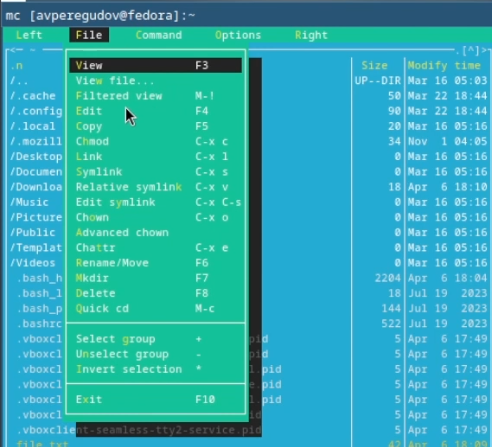 mc [avperegudov@fedora]:~
Left File Command Options Right
<- ~ .[^]>
.n Size Modify time
View F3
/.. View file... UP--DIR Mar 16 05:03
/.cache Filtered view M-! 50 Mar 22 18:44
/.config Edit F4 90 Mar 22 18:44
/.local Copy F5 20 Mar 16 05:16
/.mozill Chmod C-x c 34 Nov 1 04:05
/Desktop Link C-x l 0 Mar 16 05:16
/Documen Symlink C-x s 0 Mar 16 05:16
/Downloa Relative symlink C-x v 18 Apr 6 18:10
/Music Edit symlink C-x C-s 0 Mar 16 05:16
/Picture Chown C-x o 0 Mar 16 05:16
/Public Advanced chown 0 Mar 16 05:16
/Templat Chattr C-x e 0 Mar 16 05:16
/Videos Rename/Move F6 0 Mar 16 05:16
.bash_h Mkdir F7 2204 Apr 6 18:04
.bash_l Delete F8 18 Jul 19 2023
.bash_p Quick cd M-c 144 Jul 19 2023
.bashrc 522 Jul 19 2023
.vboxcl Select group + pid 5 Apr 6 17:49
.vboxcl Unselect group - 5 Apr 6 17:49
.vboxcl Invert selection * l.pid 5 Apr 6 17:49
.vboxcl .pid 5 Apr 6 17:49
.vboxcl Exit F10 pid 5 Apr 6 17:49
.vboxcl id 5 Apr 6 17:49
.vboxclient-seamless-tty2-service.pid 5 Apr 6 17:49
file.txt 42 Apr 6 18:09